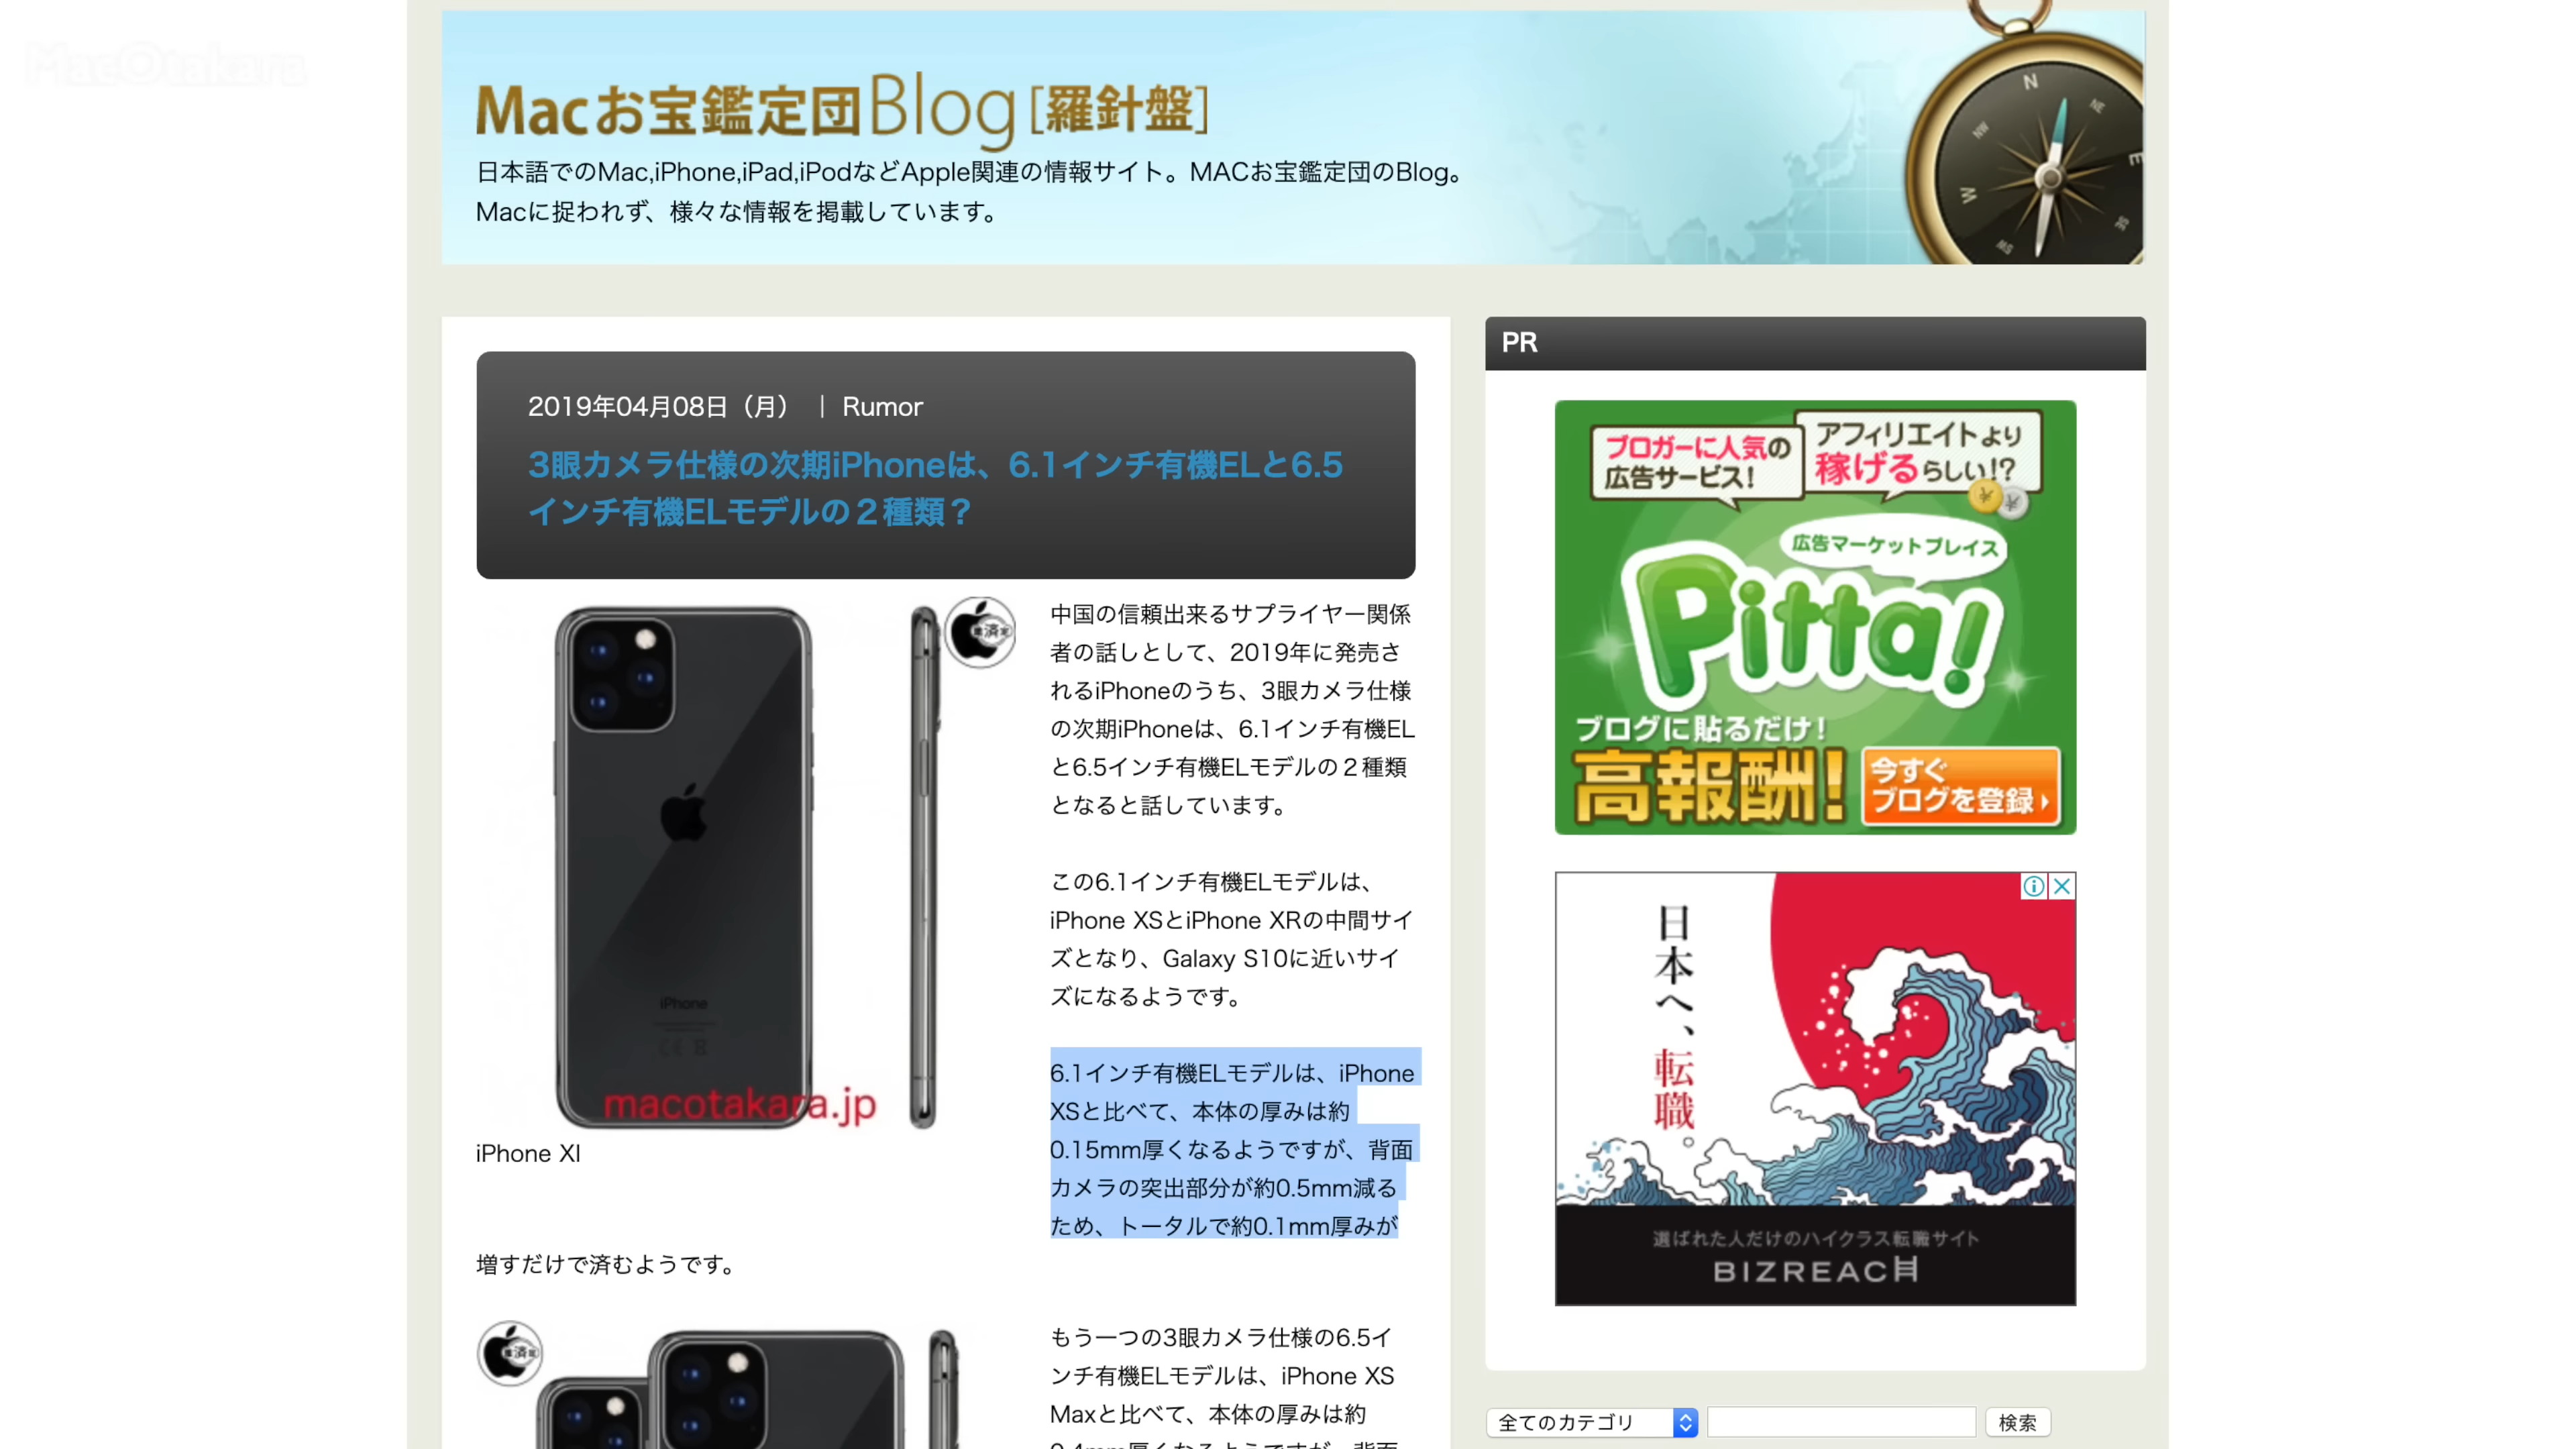 MacOtakara
Macお宝鑑定団Blog[羅針盤]
日本語でのMac,iPhone,iPad,iPodなどApple関連の情報サイト。MACお宝鑑定団のBlog。
Macに捉われず、様々な情報を掲載しています。
N
NE
E
SE
SW
W
NW
2019年04月08日（月） ｜ Rumor
3眼カメラ仕様の次期iPhoneは、6.1インチ有機ELと6.5
インチ有機ELモデルの２種類？
iPhone
macotakara.jp
iPhone XI
中国の信頼出来るサプライヤー関係
者の話しとして、2019年に発売さ
れるiPhoneのうち、3眼カメラ仕様
の次期iPhoneは、6.1インチ有機EL
と6.5インチ有機ELモデルの２種類
となると話しています。
この6.1インチ有機ELモデルは、
iPhone XSとiPhone XRの中間サイ
ズとなり、Galaxy S10に近いサイ
ズになるようです。
6.1インチ有機ELモデルは、iPhone
XSと比べて、本体の厚みは約
0.15mm厚くなるようですが、背面
カメラの突出部分が約0.5mm減る
ため、トータルで約0.1mm厚みが
増すだけで済むようです。
もう一つの3眼カメラ仕様の6.5イ
ンチ有機ELモデルは、iPhone XS
Maxと比べて、本体の厚みは約
0.4mm厚くなるようですが、背面
PR
ブロガーに人気の
広告サービス！
アフィリエイトより
稼げるらしい!?
広告マーケットプレイス
Pitta!
ブログに貼るだけ！
高報酬！
今すぐ
ブログを登録
日本へ、転職。
選ばれた人だけのハイクラス転職サイト
BIZREACH
全てのカテゴリ
検索